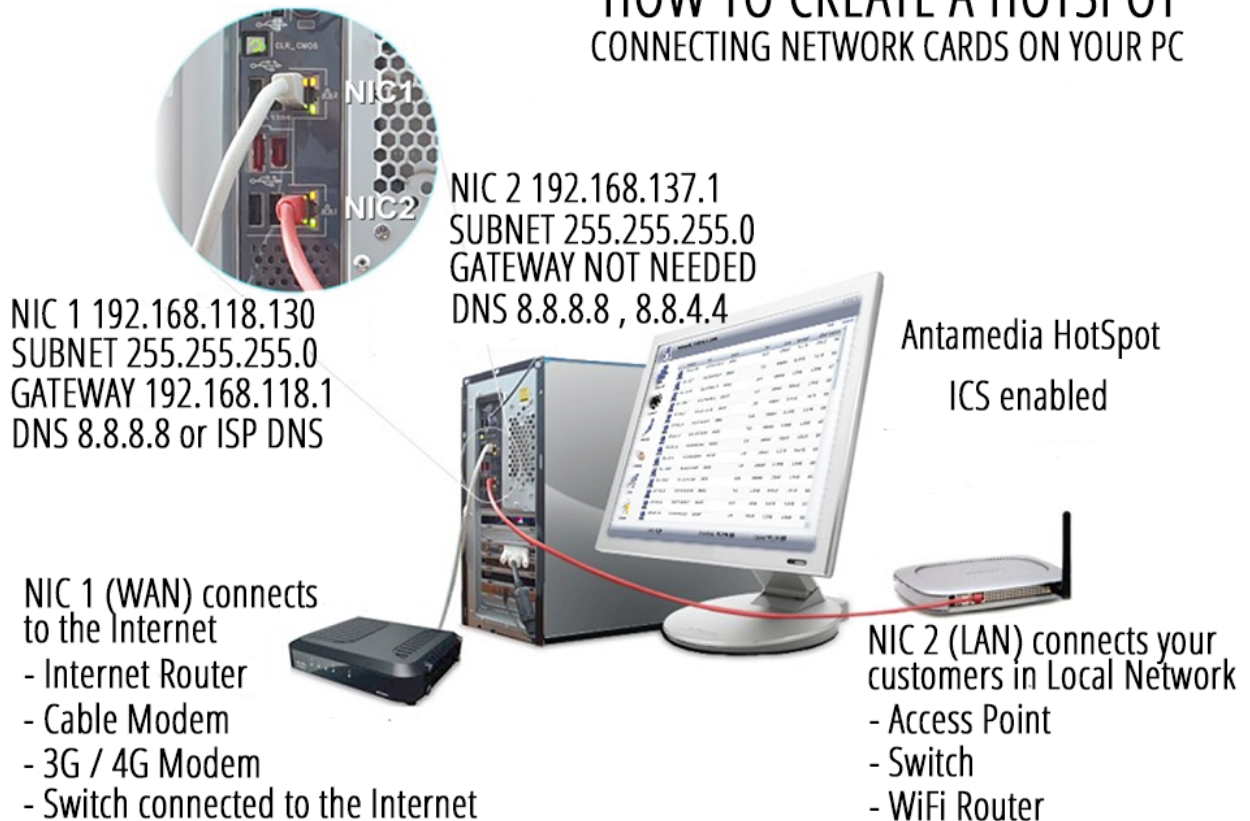 HOW TO CREATE A HOTSPOT
CONNECTING NETWORK CARDS ON YOUR PC
CLR_CMOS
NIC1
NIC2
NIC 2 192.168.137.1
SUBNET 255.255.255.0
GATEWAY NOT NEEDED
DNS 8.8.8.8 , 8.8.4.4
NIC 1 192.168.118.130
SUBNET 255.255.255.0
GATEWAY 192.168.118.1
DNS 8.8.8.8 or ISP DNS
Antamedia HotSpot
ICS enabled
NIC 1 (WAN) connects
to the Internet
- Internet Router
- Cable Modem
- 3G / 4G Modem
- Switch connected to the Internet
NIC 2 (LAN) connects your
customers in Local Network
- Access Point
- Switch
- WiFi Router